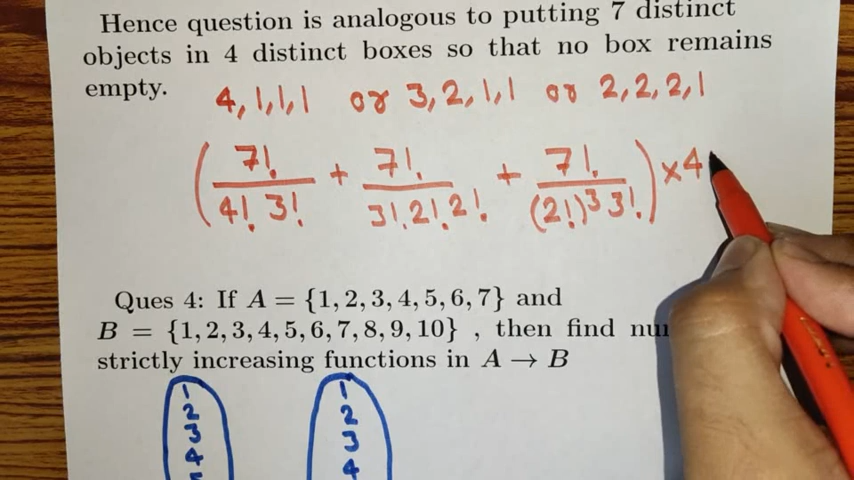 Hence question is analogous to putting 7 distinct
objects in 4 distinct boxes so that no box remains
empty.
4,1,1,1 or 3,2,1,1 or 2,2,2,1
(7!/(4! 3!) + 7!/(3! 2! 2!) + 7!/((2!)³ 3!)) ×4
Ques 4: If A = {1, 2, 3, 4, 5, 6, 7} and
B = {1, 2, 3, 4, 5, 6, 7, 8, 9, 10} , then find
strictly increasing functions in A → B
1 1
2 2
3 3
4 4